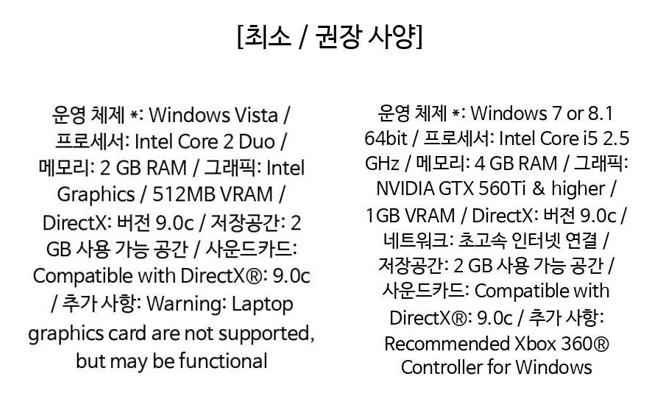 [최소 / 권장 사양]
운영 체제 *: Windows Vista /
프로세서: Intel Core 2 Duo /
메모리: 2 GB RAM / 그래픽: Intel
Graphics / 512MB VRAM /
DirectX: 버전 9.0c / 저장공간: 2
GB 사용 가능 공간 / 사운드카드:
Compatible with DirectX®: 9.0c
/ 추가 사항: Warning: Laptop
graphics card are not supported,
but may be functional
운영 체제 *: Windows 7 or 8.1
64bit / 프로세서: Intel Core i5 2.5
GHz / 메모리: 4 GB RAM / 그래픽:
NVIDIA GTX 560Ti & higher /
1GB VRAM / DirectX: 버전 9.0c /
네트워크: 초고속 인터넷 연결 /
저장공간: 2 GB 사용 가능 공간 /
사운드카드: Compatible with
DirectX®: 9.0c / 추가 사항:
Recommended Xbox 360®
Controller for Windows